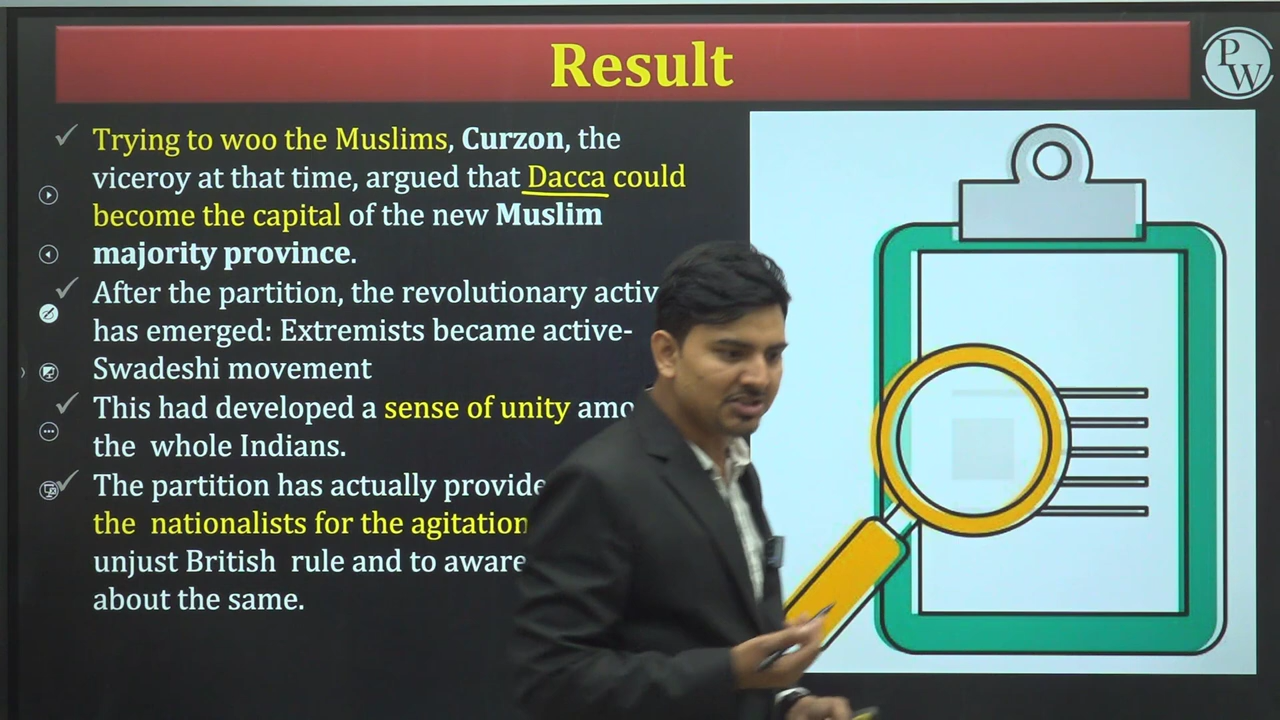 Result
PW
Trying to woo the Muslims, Curzon, the
viceroy at that time, argued that Dacca could
become the capital of the new Muslim
majority province.
After the partition, the revolutionary
has emerged: Extremists became active-
Swadeshi movement
This had developed a sense of unity
the whole Indians.
The partition has actually
the nationalists for the agitation
unjust British rule and to aware
about the same.